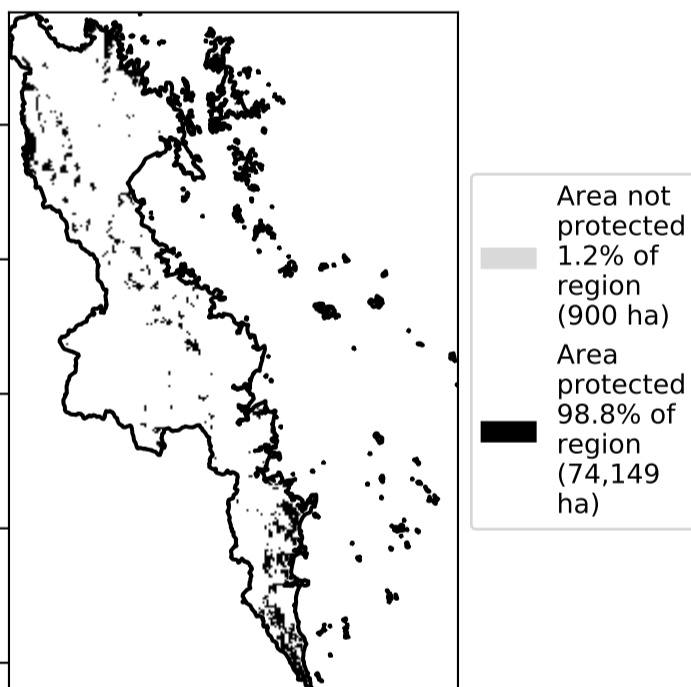 Area not
protected
1.2% of
region
(900 ha)
Area
protected
98.8% of
region
(74,149
ha)